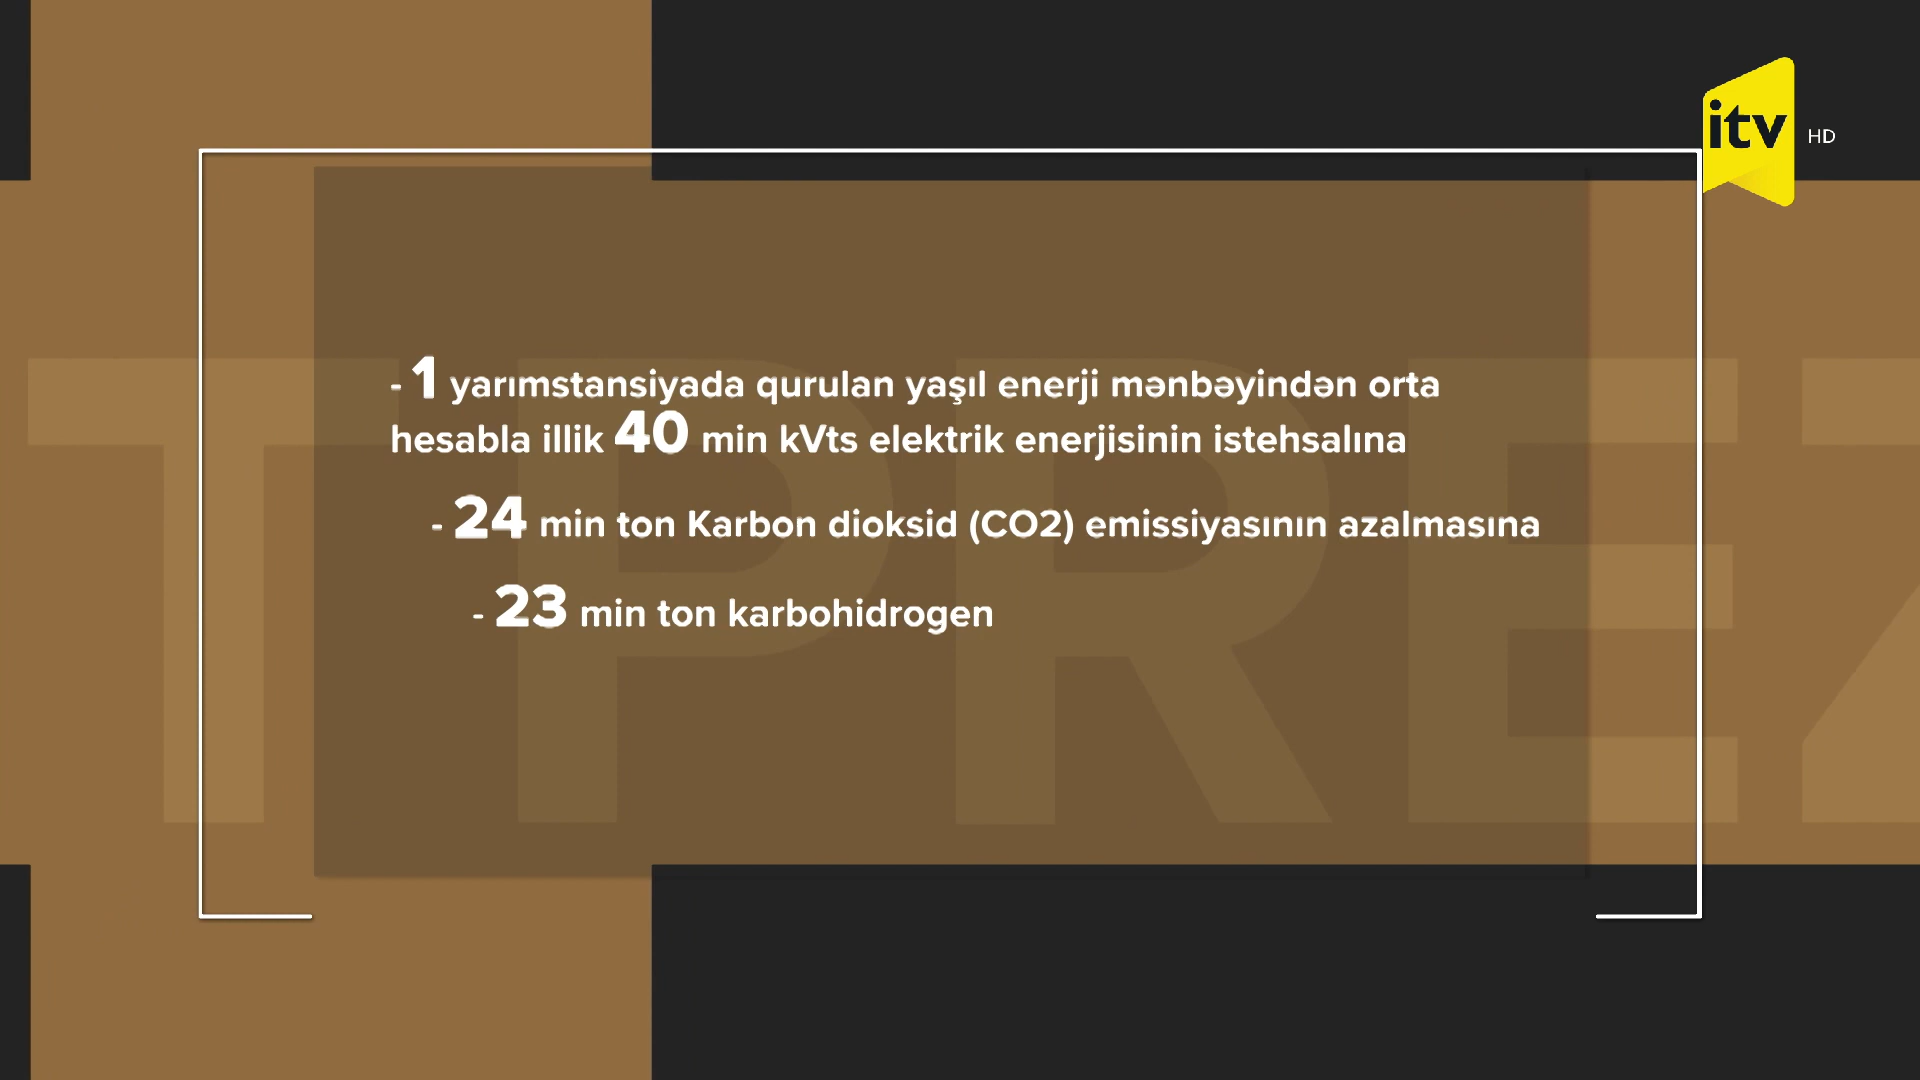 itv HD
- 1 yarımstansiyada qurulan yaşıl enerji mənbəyindən orta
hesabla illik 40 min kVts elektrik enerjisinin istehsalına
- 24 min ton Karbon dioksid (CO2) emissiyasının azalmasına
- 23 min ton karbohidrogen
T PREZ